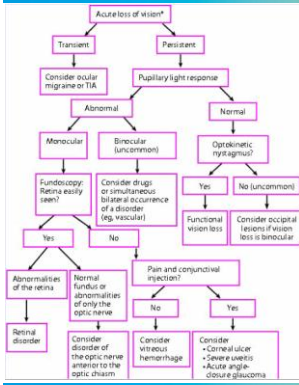 Acute loss of vision*
Transient
Persistent
Consider ocular
migraine or TIA
Pupillary light response
Abnormal
Normal
Monocular
Binocular
(uncommon)
Optokinetic
nystagmus?
Fundoscopy:
Retina easily
seen?
Consider drugs
or simultaneous
bilateral occurrence
of a disorder
(eg, vascular)
Yes
No (uncommon)
Functional
vision loss
Consider occipital
lesions if vision
loss is binocular
Yes
No
Abnormalities
of the retina
Normal
fundus or
abnormalities
of only the
optic nerve
Pain and conjunctival
injection?
No
Yes
Retinal
disorder
Consider
disorder of
the optic nerve
anterior to the
optic chiasm
Consider
vitreous
hemorrhage
Consider
• Corneal ulcer
• Severe uveitis
• Acute angle-
closure glaucoma